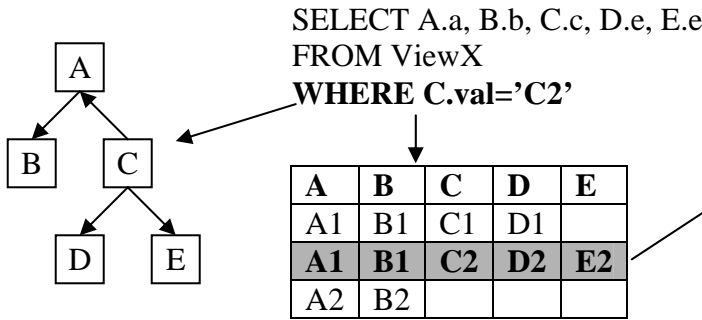 SELECT A.a, B.b, C.c, D.e, E.e
FROM ViewX
WHERE C.val='C2'
A
B C
D E
A B C D E
A1 B1 C1 D1
A1 B1 C2 D2 E2
A2 B2